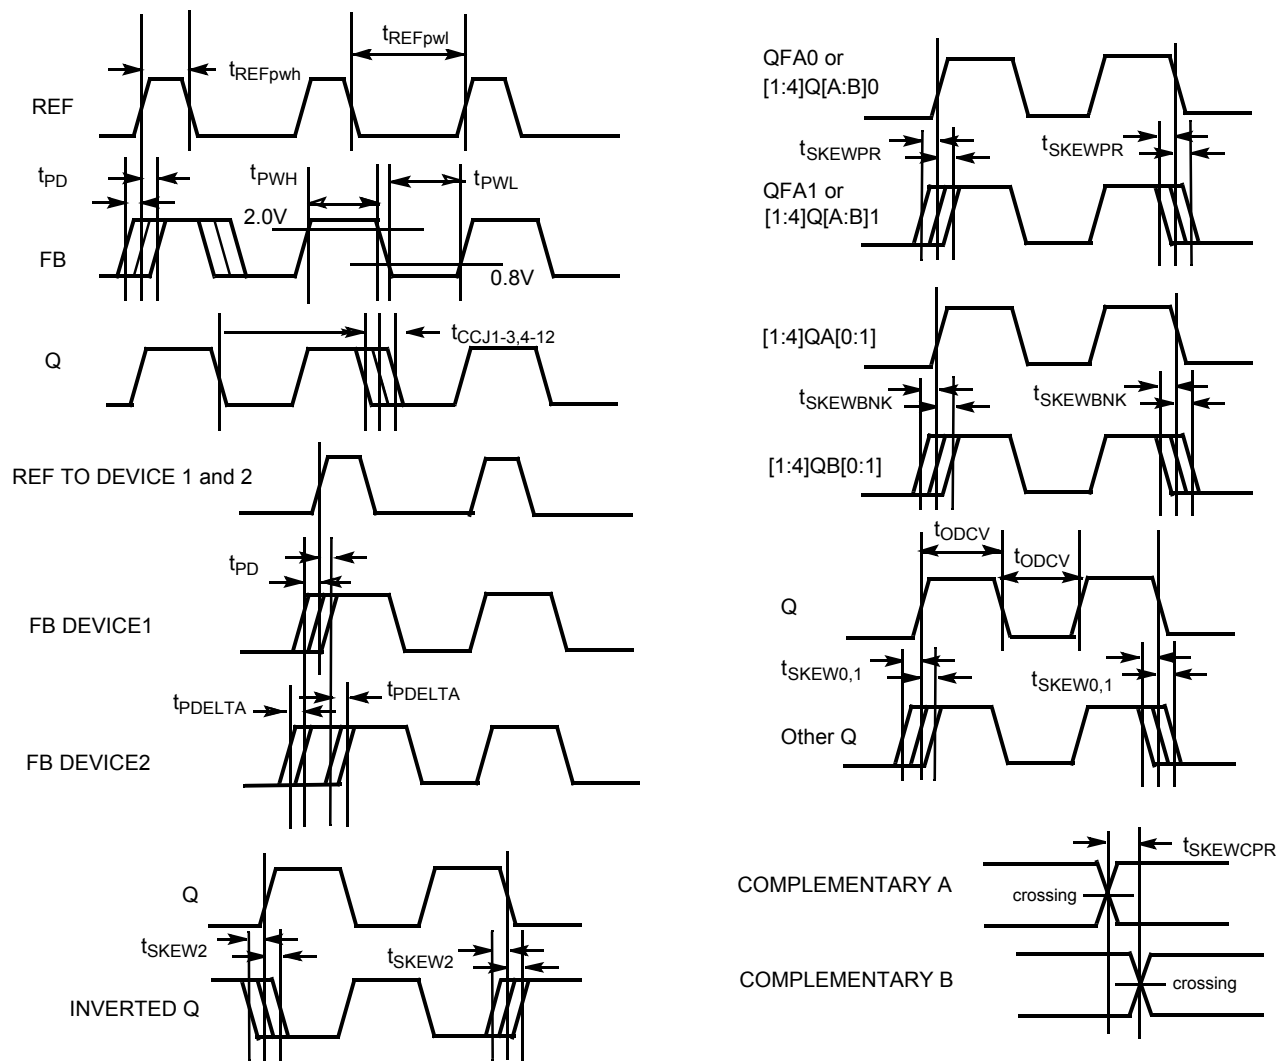 tREFpwl
tREFpwh
REF
tPD
tPWH
tPWL
2.0V
FB
0.8V
tCCJ1-3,4-12
Q
REF TO DEVICE 1 and 2
tPD
FB DEVICE1
tPDELTA
tPDELTA
FB DEVICE2
Q
tSKEW2
tSKEW2
INVERTED Q
QFA0 or
[1:4]Q[A:B]0
tSKEWPR
tSKEWPR
QFA1 or
[1:4]Q[A:B]1
[1:4]QA[0:1]
tSKEWBNK
tSKEWBNK
[1:4]QB[0:1]
tODCV
tODCV
Q
tSKEW0,1
tSKEW0,1
Other Q
tSKEWCPR
COMPLEMENTARY A
crossing
COMPLEMENTARY B
crossing